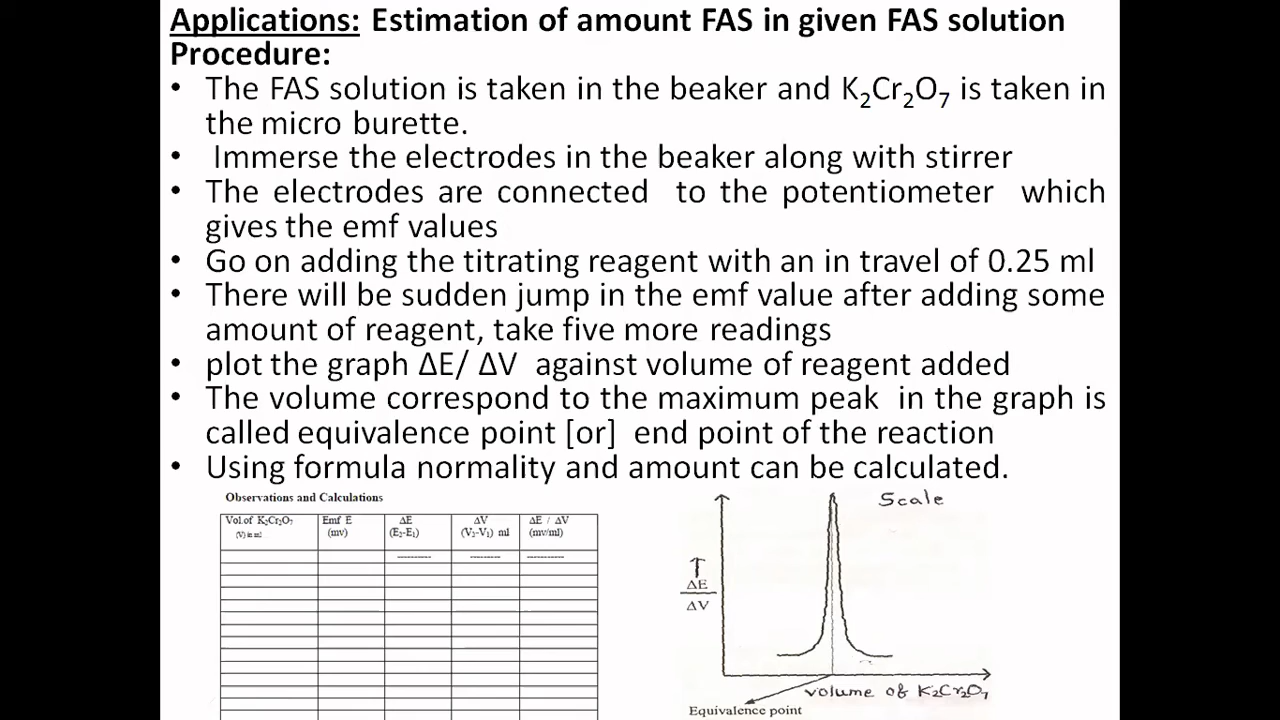 Applications: Estimation of amount FAS in given FAS solution
Procedure:
• The FAS solution is taken in the beaker and K₂Cr₂O₇ is taken in
the micro burette.
• Immerse the electrodes in the beaker along with stirrer
• The electrodes are connected to the potentiometer which
gives the emf values
• Go on adding the titrating reagent with an in travel of 0.25 ml
• There will be sudden jump in the emf value after adding some
amount of reagent, take five more readings
• plot the graph ΔE/ ΔV against volume of reagent added
• The volume correspond to the maximum peak in the graph is
called equivalence point [or] end point of the reaction
• Using formula normality and amount can be calculated.
Observations and Calculations
Vol.of K₂Cr₂O₇ Emf E ΔE ΔV ΔE / ΔV
(V) in ml (mv) (E₂-E₁) (V₂-V₁) ml (mv/ml)
Scale
↑
ΔE
ΔV
volume of K₂Cr₂O₇
Equivalence point